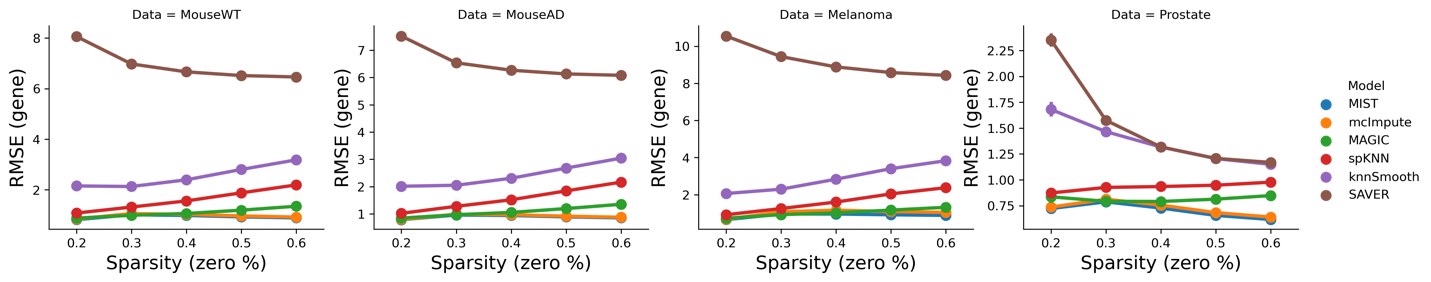 Data = MouseWT
RMSE (gene)
8
6
4
2
0.2 0.3 0.4 0.5 0.6
Sparsity (zero %)
Data = MouseAD
RMSE (gene)
7
6
5
4
3
2
1
0.2 0.3 0.4 0.5 0.6
Sparsity (zero %)
Data = Melanoma
RMSE (gene)
10
8
6
4
2
0.2 0.3 0.4 0.5 0.6
Sparsity (zero %)
Data = Prostate
RMSE (gene)
2.25
2.00
1.75
1.50
1.25
1.00
0.75
0.2 0.3 0.4 0.5 0.6
Sparsity (zero %)
Model
MIST
mcImpute
MAGIC
spKNN
knnSmooth
SAVER